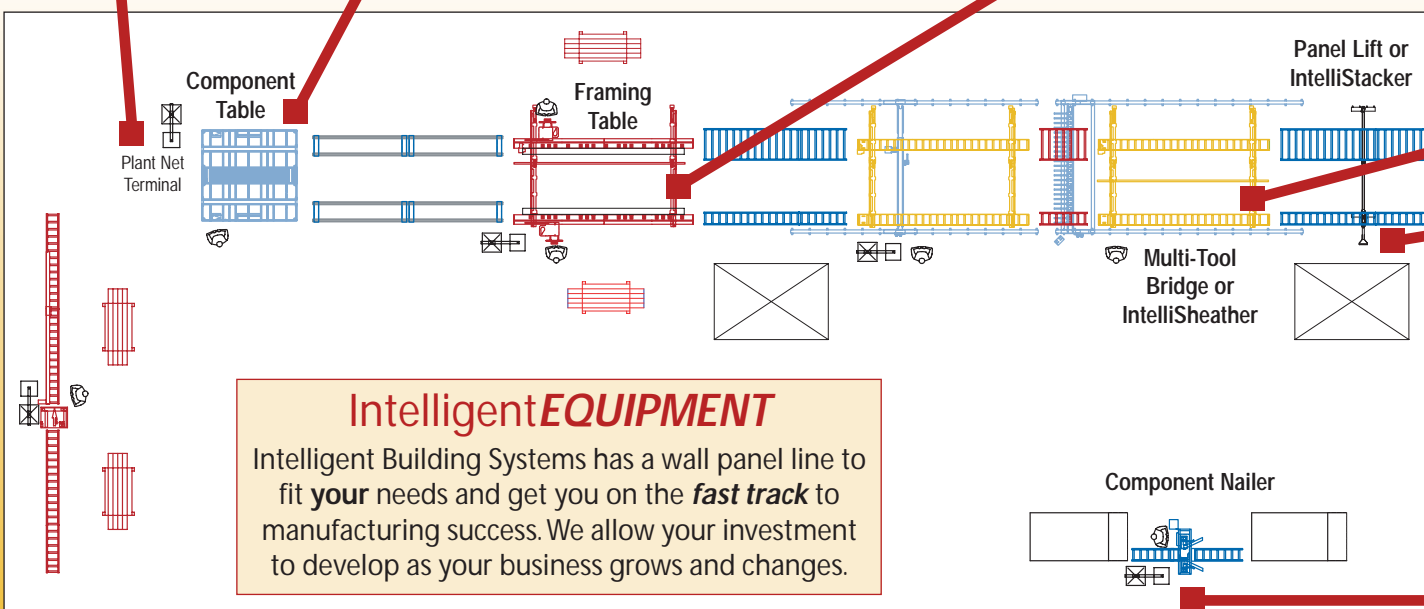 Component
Table
Plant Net
Terminal
Framing
Table
Panel Lift or
IntelliStacker
Multi-Tool
Bridge or
IntelliSheather
IntelligentEQUIPMENT
Intelligent Building Systems has a wall panel line to
fit your needs and get you on the fast track to
manufacturing success. We allow your investment
to develop as your business grows and changes.
Component Nailer